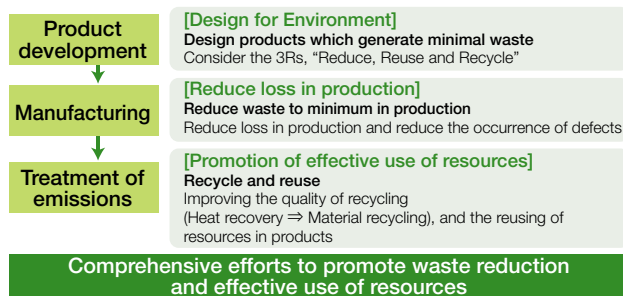 Product
development
[Design for Environment]
Design products which generate minimal waste
Consider the 3Rs, “Reduce, Reuse and Recycle”
Manufacturing
[Reduce loss in production]
Reduce waste to minimum in production
Reduce loss in production and reduce the occurrence of defects
Treatment of
emissions
[Promotion of effective use of resources]
Recycle and reuse
Improving the quality of recycling
(Heat recovery ⇒ Material recycling), and the reusing of
resources in products
Comprehensive efforts to promote waste reduction
and effective use of resources